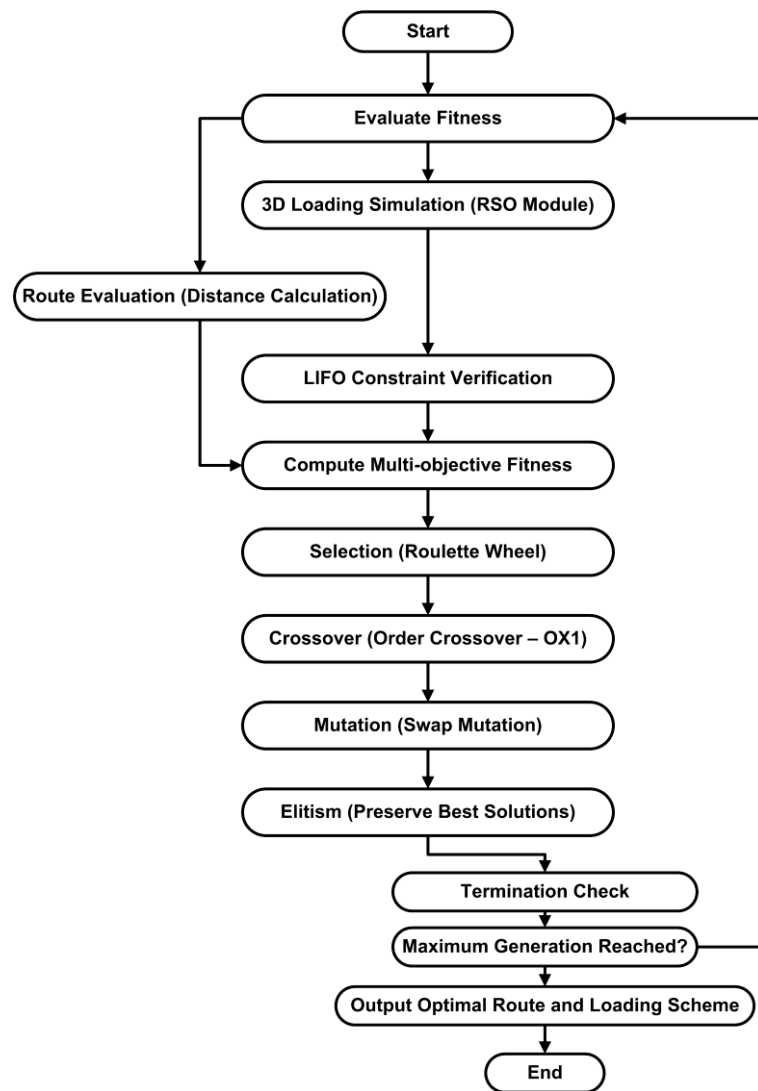 Start
Evaluate Fitness
3D Loading Simulation (RSO Module)
Route Evaluation (Distance Calculation)
LIFO Constraint Verification
Compute Multi-objective Fitness
Selection (Roulette Wheel)
Crossover (Order Crossover – OX1)
Mutation (Swap Mutation)
Elitism (Preserve Best Solutions)
Termination Check
Maximum Generation Reached?
Output Optimal Route and Loading Scheme
End